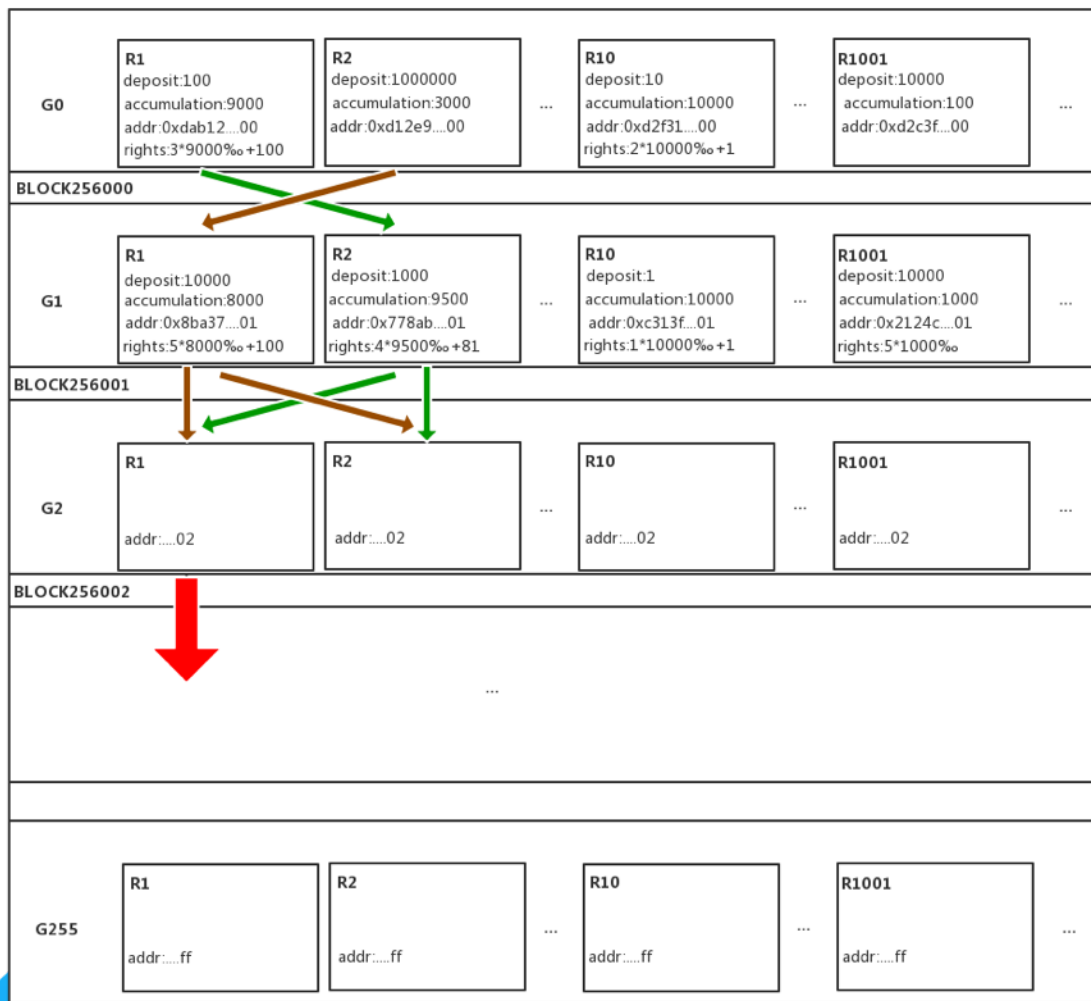 G0
R1
deposit:100
accumulation:9000
addr:0xdab12....00
rights:3*9000‱+100
R2
deposit:1000000
accumulation:3000
addr:0xd12e9....00
...
R10
deposit:10
accumulation:10000
addr:0xd2f31....00
rights:2*10000‱+1
...
R1001
deposit:10000
accumulation:100
addr:0xd2c3f....00
...
BLOCK256000
G1
R1
deposit:10000
accumulation:8000
addr:0x8ba37....01
rights:5*8000‱+100
R2
deposit:1000
accumulation:9500
addr:0x778ab....01
rights:4*9500‱+81
...
R10
deposit:1
accumulation:10000
addr:0xc313f....01
rights:1*10000‱+1
...
R1001
deposit:10000
accumulation:1000
addr:0x2124c....01
rights:5*1000‱
...
BLOCK256001
G2
R1
addr:....02
R2
addr:....02
...
R10
addr:....02
...
R1001
addr:....02
...
BLOCK256002
...
G255
R1
addr:....ff
R2
addr:....ff
...
R10
addr:....ff
...
R1001
addr:....ff
...